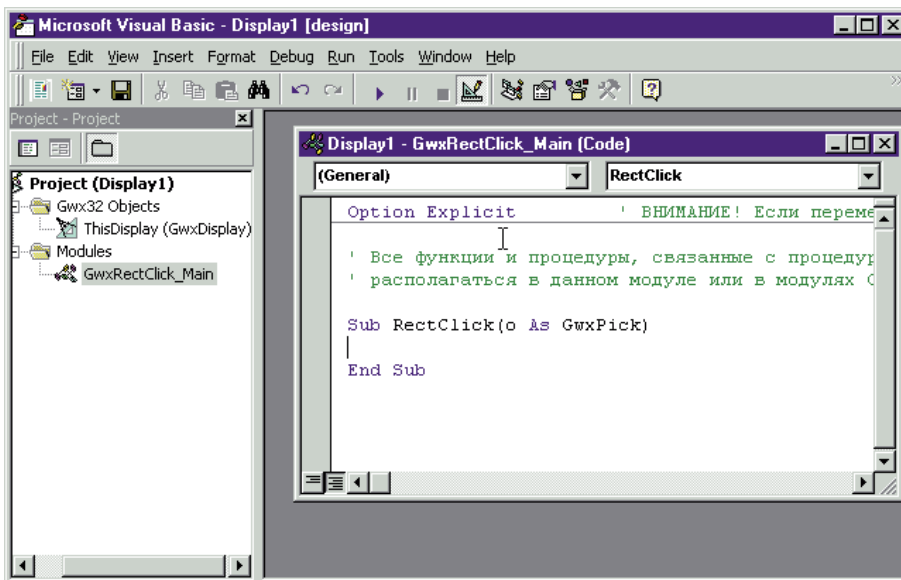 Microsoft Visual Basic - Display1 [design]
File Edit View Insert Format Debug Run Tools Window Help
Project - Project
Project (Display1)
Gwx32 Objects
ThisDisplay (GwxDisplay)
Modules
GwxRectClick_Main
Display1 - GwxRectClick_Main (Code)
(General)
RectClick
Option Explicit ' ВНИМАНИЕ! Если переме
' Все функции и процедуры, связанные с процедур
' располагаться в данном модуле или в модулях
Sub RectClick(o As GwxPick)
End Sub